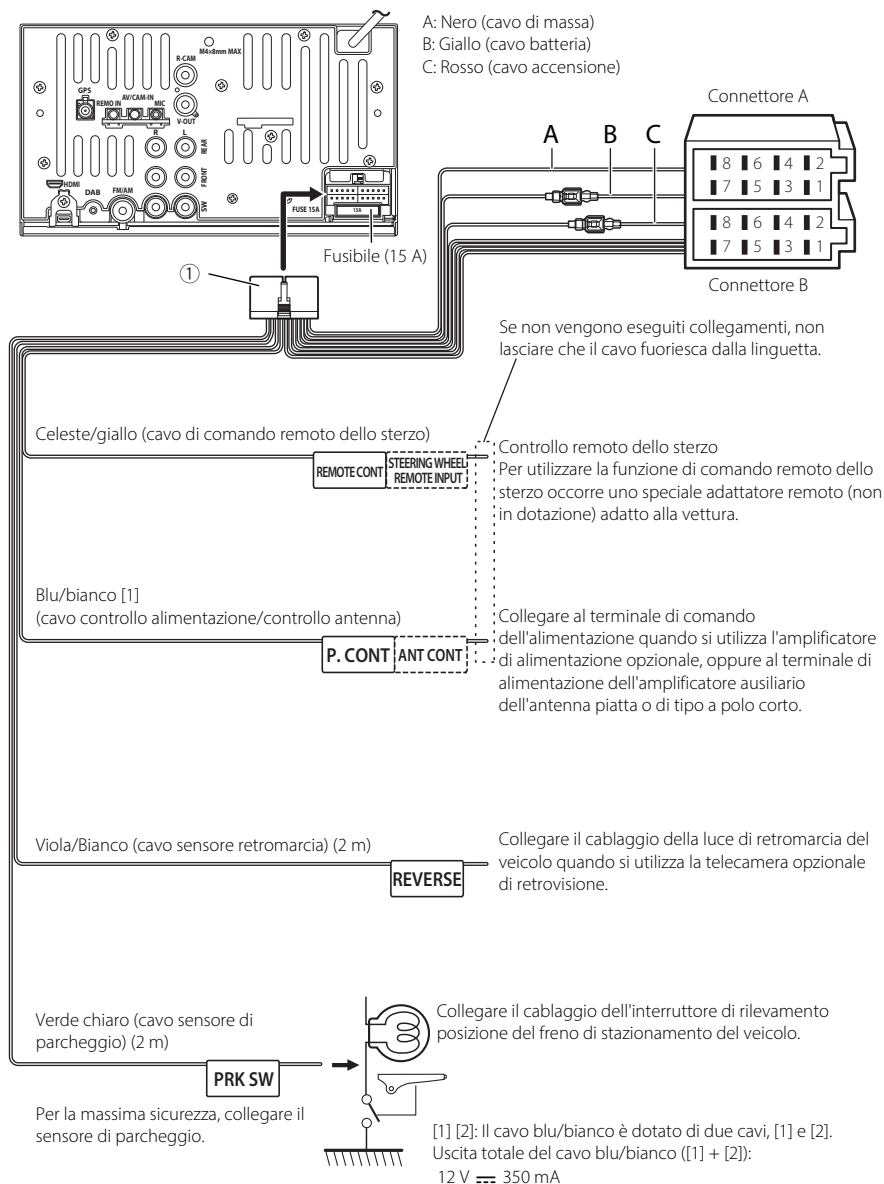 A: Nero (cavo di massa)
B: Giallo (cavo batteria)
C: Rosso (cavo accensione)
M4×8mm MAX
R-CAM
GPS
AV/CAM-IN
REMO IN
MIC
V-OUT
R
L
REAR
FRONT
SW
HDMI
DAB
FM/AM
FUSE 15A
15A
Fusibile (15 A)
①
A
B
C
Connettore A
8 6 4 2
7 5 3 1
8 6 4 2
7 5 3 1
Connettore B
Se non vengono eseguiti collegamenti, non
lasciare che il cavo fuoriesca dalla linguetta.
Celeste/giallo (cavo di comando remoto dello sterzo)
REMOTE CONT
STEERING WHEEL
REMOTE INPUT
Controllo remoto dello sterzo
Per utilizzare la funzione di comando remoto dello
sterzo occorre uno speciale adattatore remoto (non
in dotazione) adatto alla vettura.
Blu/bianco [1]
(cavo controllo alimentazione/controllo antenna)
P. CONT
ANT CONT
Collegare al terminale di comando
dell'alimentazione quando si utilizza l'amplificatore
di alimentazione opzionale, oppure al terminale di
alimentazione dell'amplificatore ausiliario
dell'antenna piatta o di tipo a polo corto.
Viola/Bianco (cavo sensore retromarcia) (2 m)
REVERSE
Collegare il cablaggio della luce di retromarcia del
veicolo quando si utilizza la telecamera opzionale
di retrovisione.
Verde chiaro (cavo sensore di
parcheggio) (2 m)
PRK SW
Per la massima sicurezza, collegare il
sensore di parcheggio.
Collegare il cablaggio dell'interruttore di rilevamento
posizione del freno di stazionamento del veicolo.
[1] [2]: Il cavo blu/bianco è dotato di due cavi, [1] e [2].
Uscita totale del cavo blu/bianco ([1] + [2]):
12 V ⎓ 350 mA